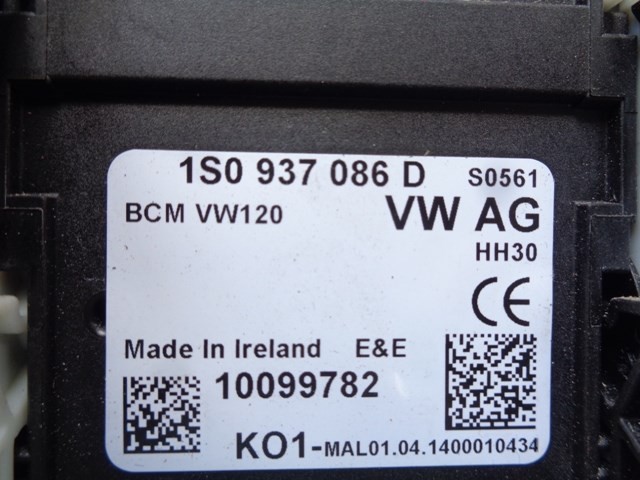 1S0 937 086 D S0561
BCM VW120 VW AG
HH30
CE
Made In Ireland E&E
10099782
KO1-MAL01.04.1400010434